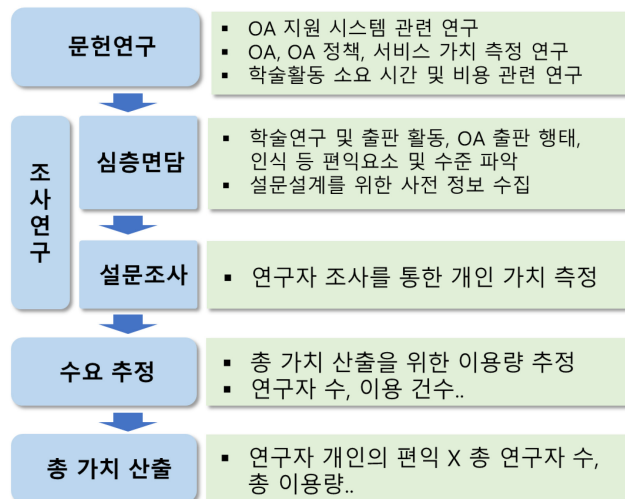 문헌연구
▪ OA 지원 시스템 관련 연구
▪ OA, OA 정책, 서비스 가치 측정 연구
▪ 학술활동 소요 시간 및 비용 관련 연구
조사연구
심층면담
▪ 학술연구 및 출판 활동, OA 출판 행태,
인식 등 편익요소 및 수준 파악
▪ 설문설계를 위한 사전 정보 수집
설문조사
▪ 연구자 조사를 통한 개인 가치 측정
수요 추정
▪ 총 가치 산출을 위한 이용량 추정
▪ 연구자 수, 이용 건수..
총 가치 산출
▪ 연구자 개인의 편익 X 총 연구자 수,
총 이용량..